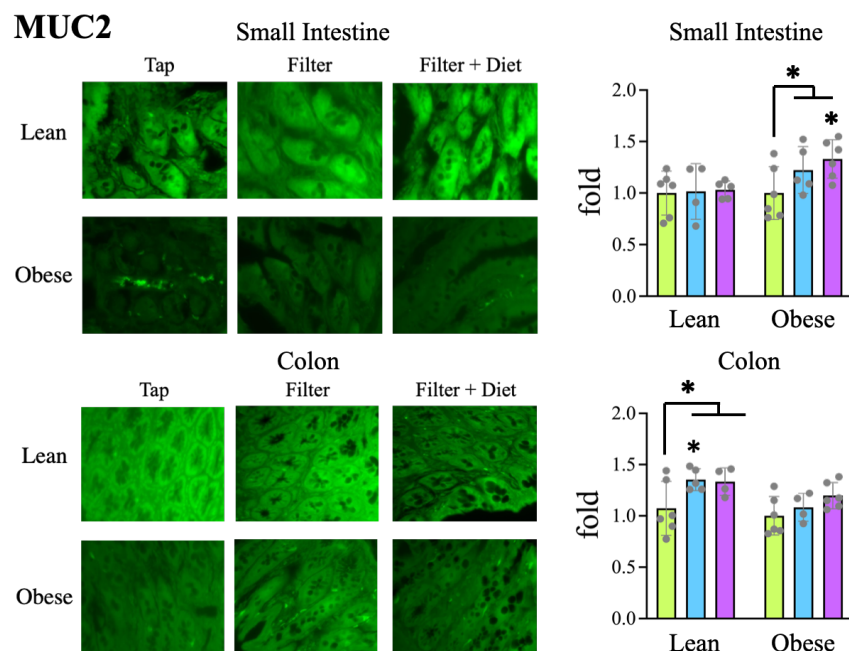 MUC2
Small Intestine
Tap Filter Filter + Diet
Lean
Obese
Colon
Tap Filter Filter + Diet
Lean
Obese
Small Intestine
2.0
1.5
1.0
0.5
0.0
fold
*
*
Lean Obese
Colon
2.0
1.5
1.0
0.5
0.0
fold
*
*
Lean Obese